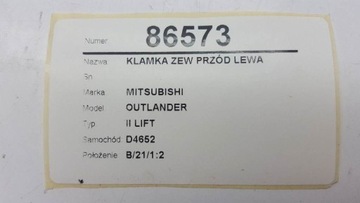 Numer 86573
Nazwa KLAMKA ZEW PRZÓD LEWA
Sn
Marka MITSUBISHI
Model OUTLANDER
Typ II LIFT
Samochód D4652
Położenie B/21/1:2